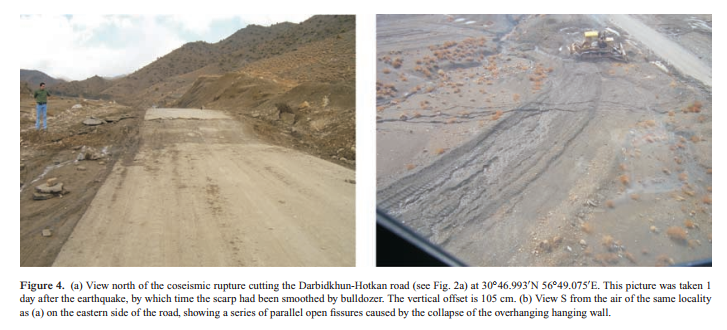 Figure 4. (a) View north of the coseismic rupture cutting the Darbidkhun-Hotkan road (see Fig. 2a) at 30°46.993′N 56°49.075′E. This picture was taken 1
day after the earthquake, by which time the scarp had been smoothed by bulldozer. The vertical offset is 105 cm. (b) View S from the air of the same locality
as (a) on the eastern side of the road, showing a series of parallel open fissures caused by the collapse of the overhanging hanging wall.